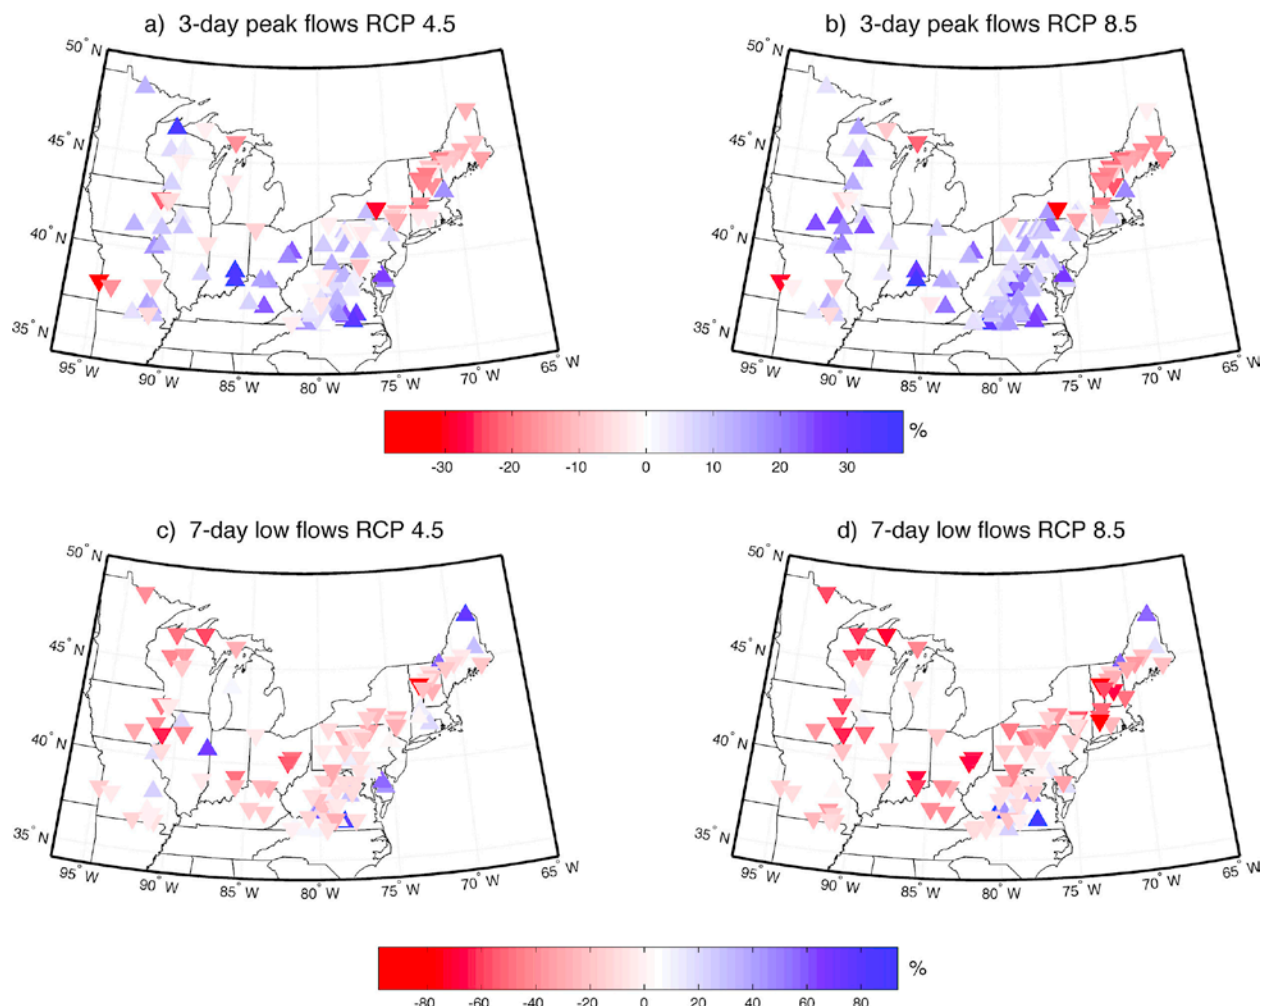 a) 3-day peak flows RCP 4.5
b) 3-day peak flows RCP 8.5
50° N
45° N
40° N
35° N
95° W
90° W
85° W
80° W
75° W
70° W
65° W
50° N
45° N
40° N
35° N
95° W
90° W
85° W
80° W
75° W
70° W
65° W
-30 -20 -10 0 10 20 30 %
c) 7-day low flows RCP 4.5
d) 7-day low flows RCP 8.5
50° N
45° N
40° N
35° N
95° W
90° W
85° W
80° W
75° W
70° W
65° W
50° N
45° N
40° N
35° N
95° W
90° W
85° W
80° W
75° W
70° W
65° W
-80 -60 -40 -20 0 20 40 60 80 %